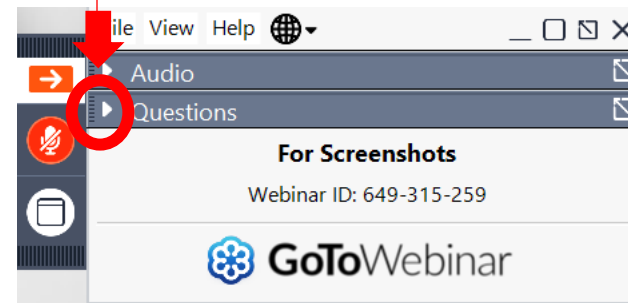 ile View Help
Audio
Questions
For Screenshots
Webinar ID: 649-315-259
GoToWebinar